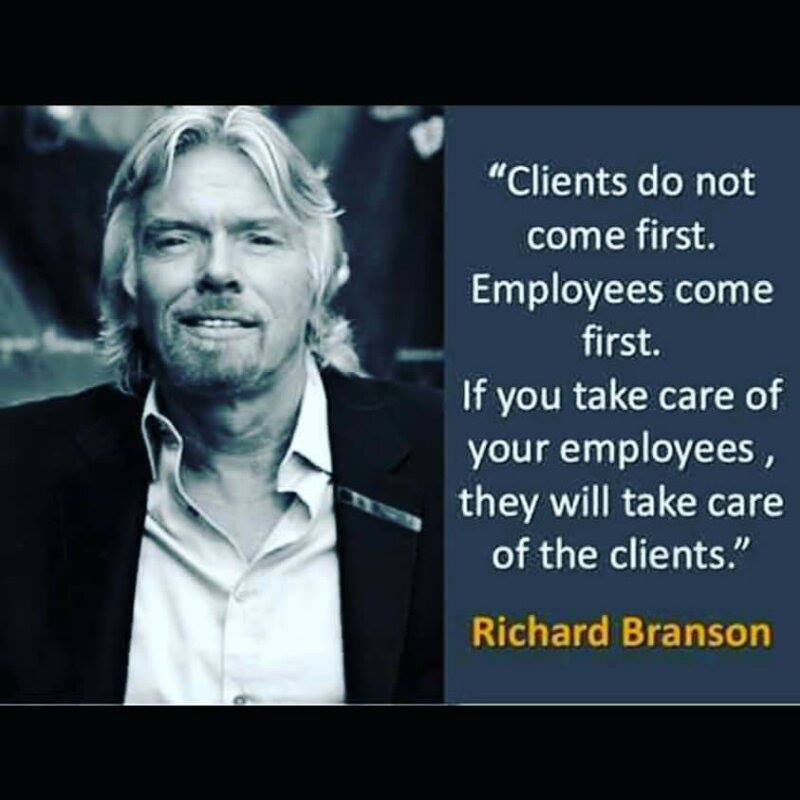 “Clients do not
come first.
Employees come
first.
If you take care of
your employees ,
they will take care
of the clients.”
Richard Branson